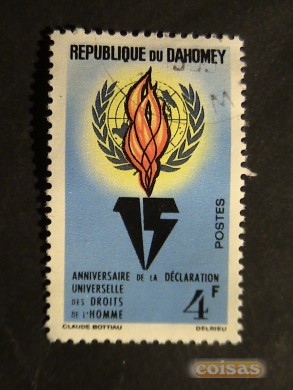 REPUBLIQUE DU DAHOMEY
15
POSTES
ANNIVERSAIRE DE LA DÉCLARATION
UNIVERSELLE
DES DROITS
DE L'HOMME
4F
CLAUDE BOTTIAU DELRIEU
coisas